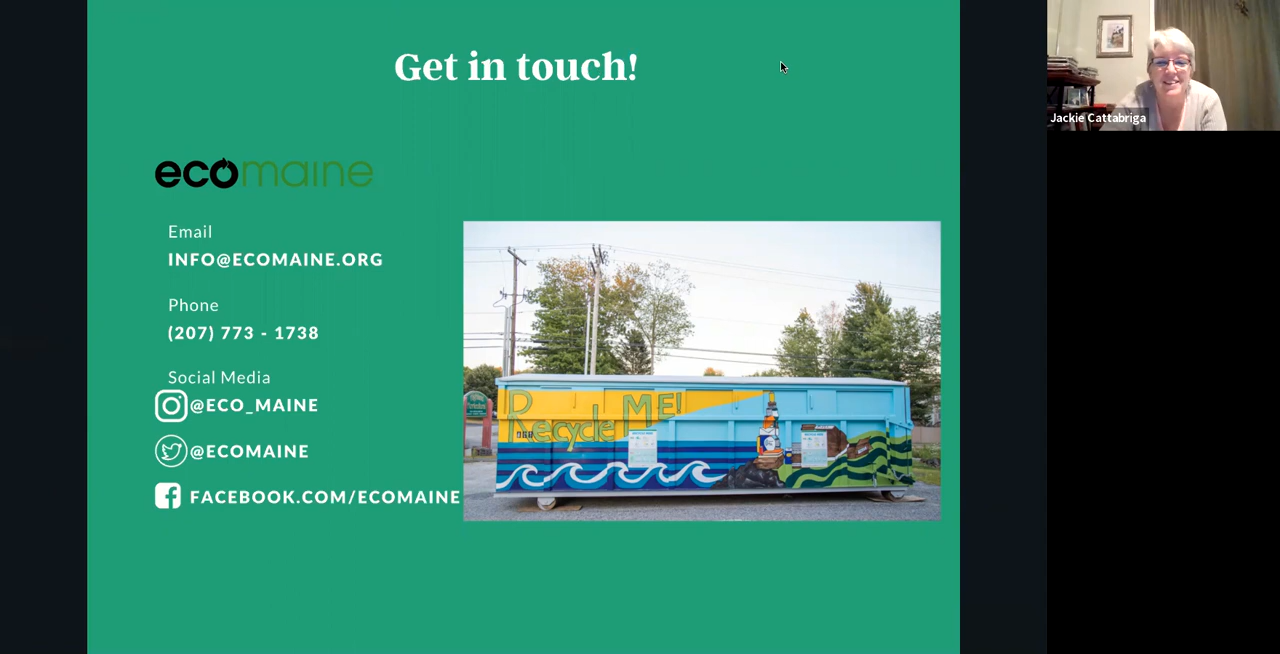 Get in touch!
Jackie Cattabriga
ecomaine
Email
INFO@ECOMAINE.ORG
Phone
(207) 773 - 1738
Social Media
@ECO_MAINE
@ECOMAINE
FACEBOOK.COM/ECOMAINE
Recycle ME!